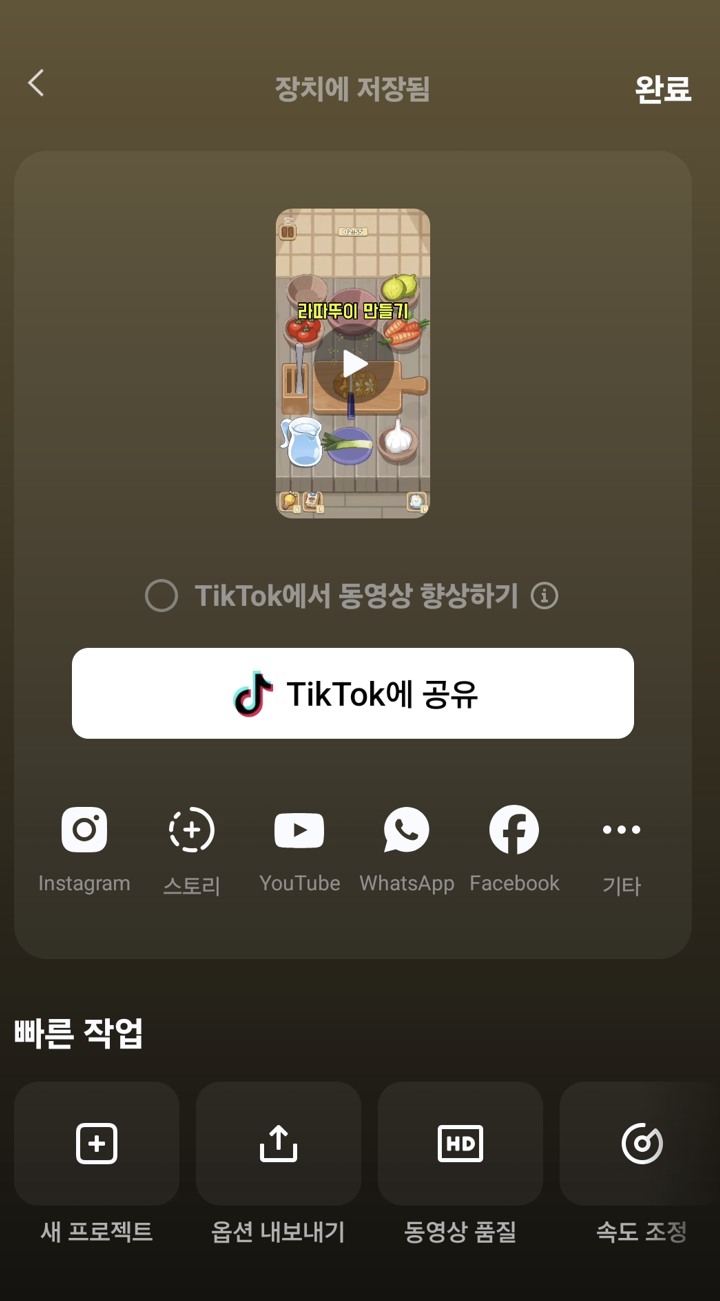 장치에 저장됨
완료
라따뚜이 만들기
TikTok에서 동영상 향상하기
TikTok에 공유
Instagram
스토리
YouTube
WhatsApp
Facebook
기타
빠른 작업
HD
새 프로젝트
옵션 내보내기
동영상 품질
속도 조정